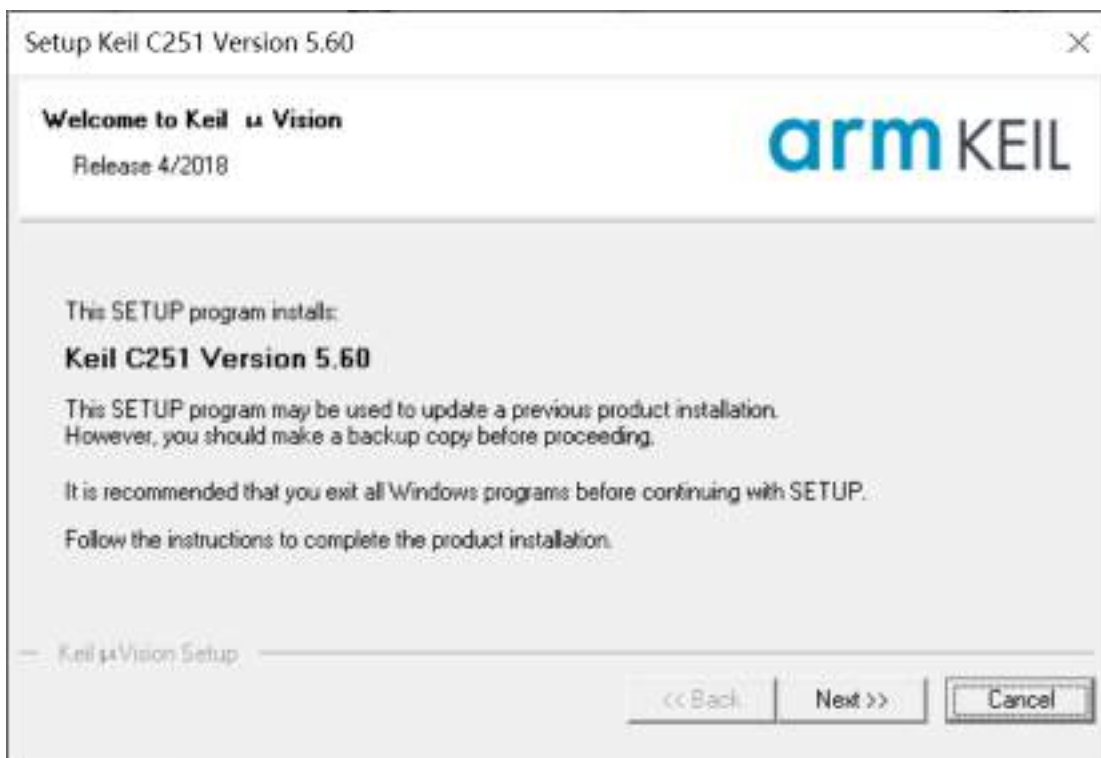 Setup Keil C251 Version 5.60
Welcome to Keil µ Vision
Release 4/2018
arm KEIL
This SETUP program installs:
Keil C251 Version 5.60
This SETUP program may be used to update a previous product installation.
However, you should make a backup copy before proceeding.
It is recommended that you exit all Windows programs before continuing with SETUP.
Follow the instructions to complete the product installation.
Keil µVision Setup
<< Back
Next >>
Cancel